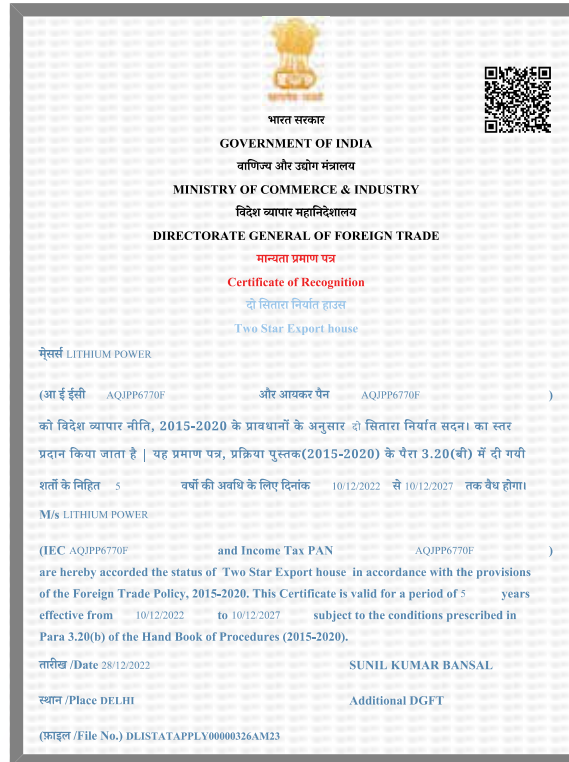 भारत सरकार
GOVERNMENT OF INDIA
वाणिज्य और उद्योग मंत्रालय
MINISTRY OF COMMERCE & INDUSTRY
विदेश व्यापार महानिदेशालय
DIRECTORATE GENERAL OF FOREIGN TRADE
मान्यता प्रमाण पत्र
Certificate of Recognition
दो सितारा निर्यात हाउस
Two Star Export house
मेसर्स LITHIUM POWER
(आ ई ईसी AQJPP6770F और आयकर पैन AQJPP6770F )
को विदेश व्यापार नीति, 2015-2020 के प्रावधानों के अनुसार दो सितारा निर्यात सदन। का स्तर
प्रदान किया जाता है | यह प्रमाण पत्र, प्रक्रिया पुस्तक(2015-2020) के पैरा 3.20(बी) में दी गयी
शर्तों के निहित 5 वर्षो की अवधि के लिए दिनांक 10/12/2022 से 10/12/2027 तक वैध होगा।
M/s LITHIUM POWER
(IEC AQJPP6770F and Income Tax PAN AQJPP6770F )
are hereby accorded the status of Two Star Export house in accordance with the provisions
of the Foreign Trade Policy, 2015-2020. This Certificate is valid for a period of 5 years
effective from 10/12/2022 to 10/12/2027 subject to the conditions prescribed in
Para 3.20(b) of the Hand Book of Procedures (2015-2020).
तारीख /Date 28/12/2022 SUNIL KUMAR BANSAL
स्थान /Place DELHI Additional DGFT
(फ़ाइल /File No.) DLISTATAPPLY00000326AM23